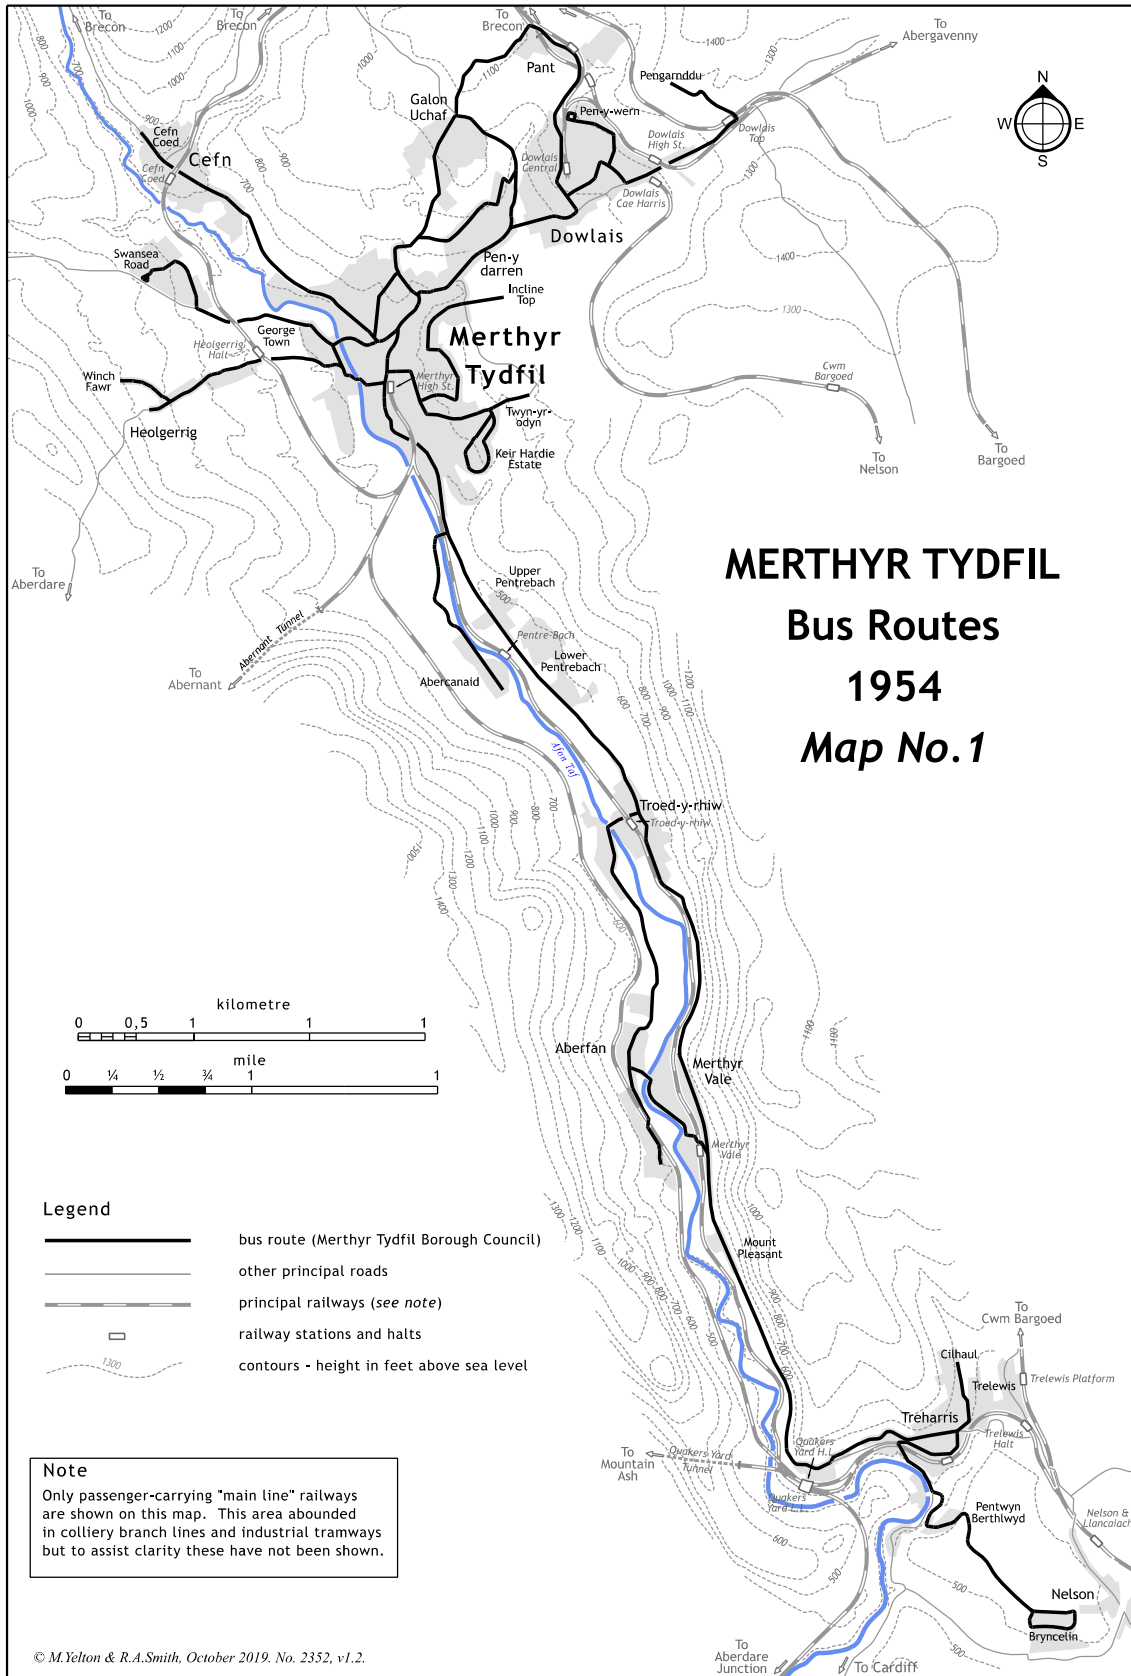 To
Brecon
To
Brecon
To
Brecon
To
Abergavenny
Pant
Pengarnddu
Galon
Uchaf
Pen-y-wern
Dowlais
High St.
Dowlais
Top
Cefn
Coed
Cefn
Cefn
Coed
Dowlais
Central
Dowlais
Cae Harris
Dowlais
N
W
E
S
Swansea
Road
Pen-y
darren
Incline
Top
George
Town
Heolgerrig
Halt
Merthyr
Tydfil
Merthyr
High St.
Winch
Fawr
Heolgerrig
Twyn-yr-
odyn
Keir Hardie
Estate
Cwm
Bargoed
To
Nelson
To
Bargoed
To
Aberdare
Abernant Tunnel
To
Abernant
Upper
Pentrebach
Pentre-Bach
Lower
Pentrebach
Abercanaid
Afon Taf
MERTHYR TYDFIL
Bus Routes
1954
Map No.1
Troed-y-rhiw
Troed-y-rhiw
Aberfan
Merthyr
Vale
Merthyr
Vale
Mount
Pleasant
kilometre
0 0,5 1 1 1
mile
0 ¼ ½ ¾ 1 1
Legend
bus route (Merthyr Tydfil Borough Council)
other principal roads
principal railways (see note)
railway stations and halts
1300
contours - height in feet above sea level
To
Cwm Bargoed
Cilhaul
Trelewis
Trelewis Platform
Treharris
Trelewis
Halt
Quakers
Yard H.L.
To
Mountain
Ash
Quakers Yard
Tunnel
Quakers
Yard L.L.
Pentwyn
Berthlwyd
Nelson &
Llancaiach
Nelson
Bryncelin
To
Aberdare
Junction
To Cardiff
Note
Only passenger-carrying "main line" railways
are shown on this map. This area abounded
in colliery branch lines and industrial tramways
but to assist clarity these have not been shown.
© M.Yelton & R.A.Smith, October 2019. No. 2352, v1.2.